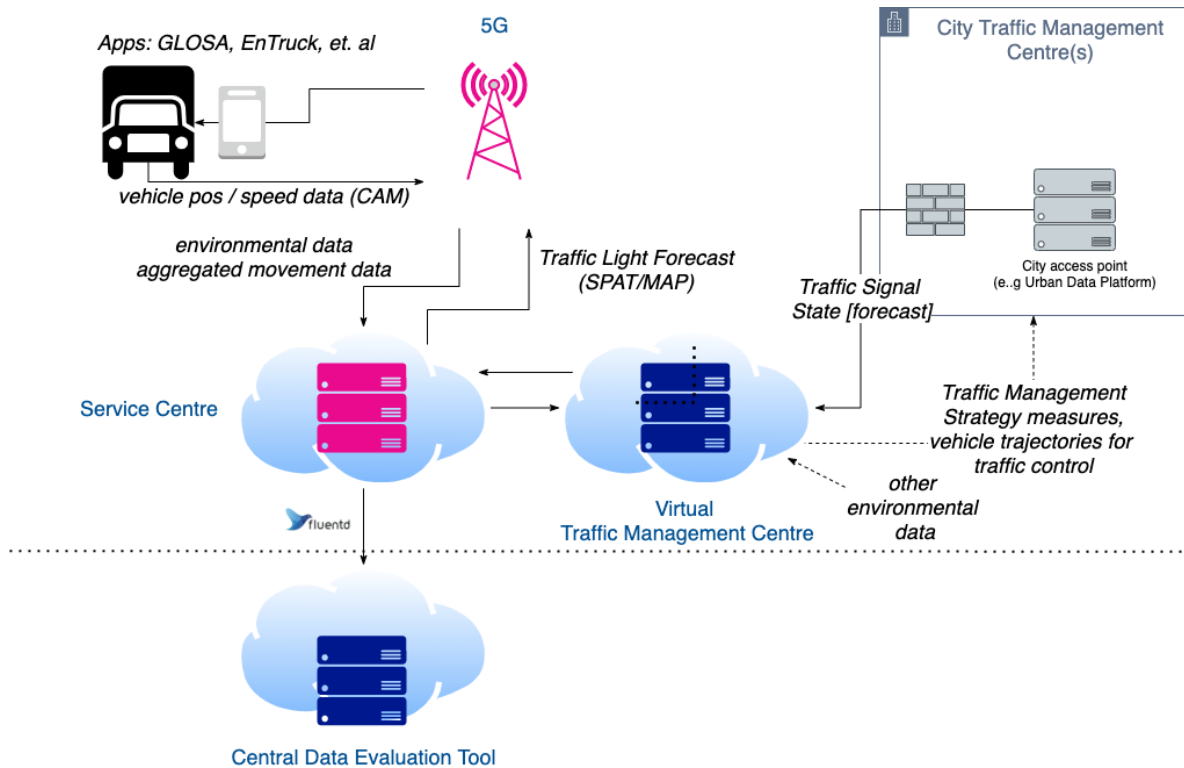 5G
City Traffic Management
Centre(s)
Apps: GLOSA, EnTruck, et. al
vehicle pos / speed data (CAM)
environmental data
aggregated movement data
Traffic Light Forecast
(SPAT/MAP)
City access point
(e..g Urban Data Platform)
Traffic Signal
State [forecast]
Service Centre
Traffic Management
Strategy measures,
vehicle trajectories for
traffic control
other
environmental
data
Virtual
Traffic Management Centre
fluentd
Central Data Evaluation Tool